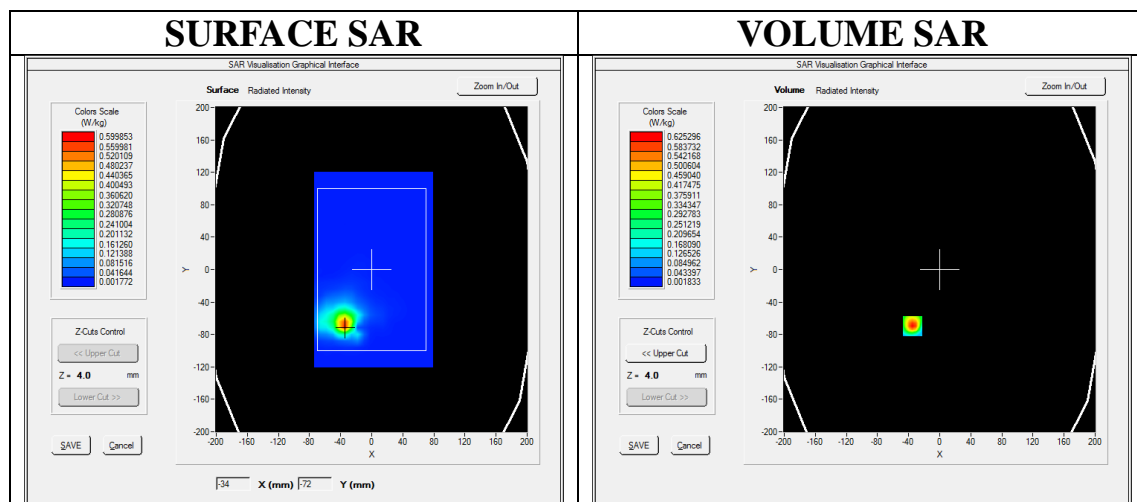 SURFACE SAR
VOLUME SAR
SAR Visualisation Graphical Interface
Surface Radiated Intensity
Zoom In/Out
Colors Scale
(W/kg)
0.599853
0.559981
0.520109
0.480237
0.440365
0.400493
0.360620
0.320748
0.280876
0.241004
0.201132
0.161260
0.121388
0.081516
0.041644
0.001772
Z-Cuts Control
<< Upper Cut
Z = 4.0 mm
Lower Cut >>
SAVE
Cancel
200
160
120
80
40
0
-40
-80
-120
-160
-200
Y
-200 -160 -120 -80 -40 0 40 80 120 160 200
X
-34 X (mm) -72 Y (mm)
SAR Visualisation Graphical Interface
Volume Radiated Intensity
Zoom In/Out
Colors Scale
(W/kg)
0.625296
0.583732
0.542168
0.500604
0.459040
0.417475
0.375911
0.334347
0.292783
0.251219
0.209654
0.168090
0.126526
0.084962
0.043397
0.001833
Z-Cuts Control
<< Upper Cut
Z = 4.0 mm
Lower Cut >>
SAVE
Cancel
200
160
120
80
40
0
-40
-80
-120
-160
-200
Y
-200 -160 -120 -80 -40 0 40 80 120 160 200
X